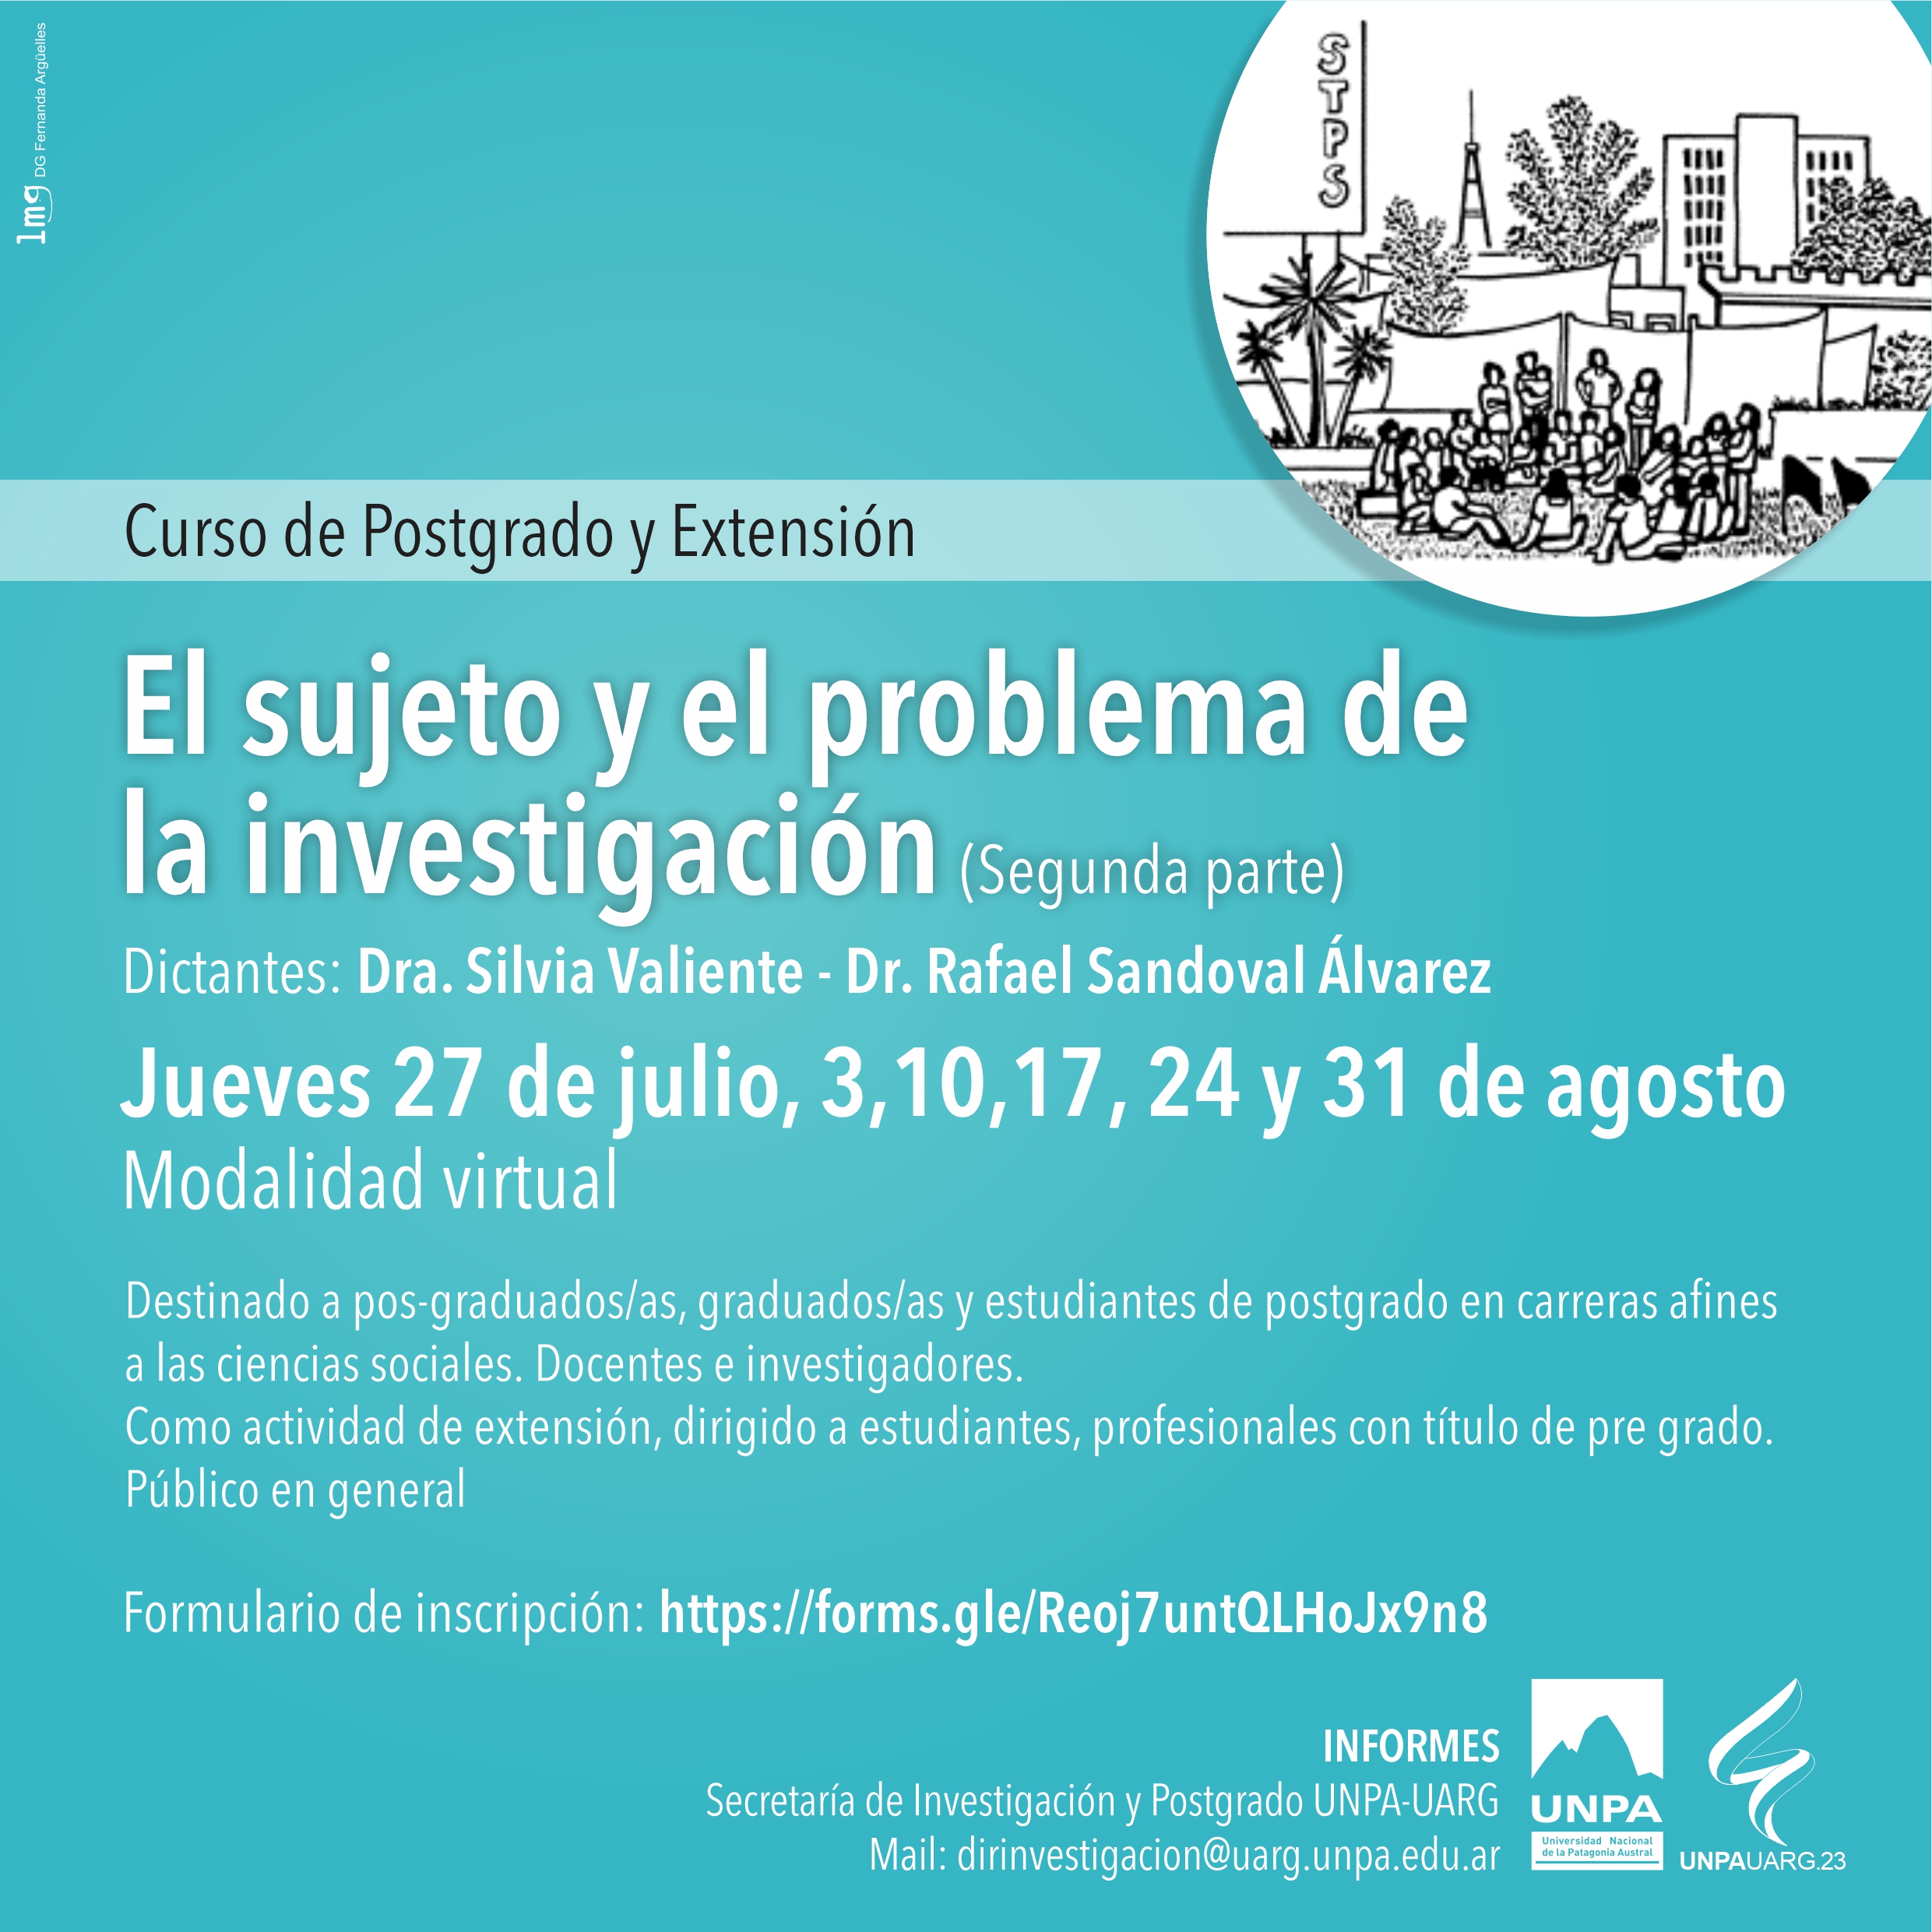 lmg DG Fernanda Argüelles
STPS
Curso de Postgrado y Extensión
El sujeto y el problema de
la investigación (Segunda parte)
Dictantes: Dra. Silvia Valiente - Dr. Rafael Sandoval Álvarez
Jueves 27 de julio, 3,10,17, 24 y 31 de agosto
Modalidad virtual
Destinado a pos-graduados/as, graduados/as y estudiantes de postgrado en carreras afines
a las ciencias sociales. Docentes e investigadores.
Como actividad de extensión, dirigido a estudiantes, profesionales con título de pre grado.
Público en general
Formulario de inscripción: https://forms.gle/Reoj7untQLHoJx9n8
INFORMES
Secretaría de Investigación y Postgrado UNPA-UARG
Mail: dirinvestigacion@uarg.unpa.edu.ar
UNPA
Universidad Nacional
de la Patagonia Austral
UNPAUARG.23